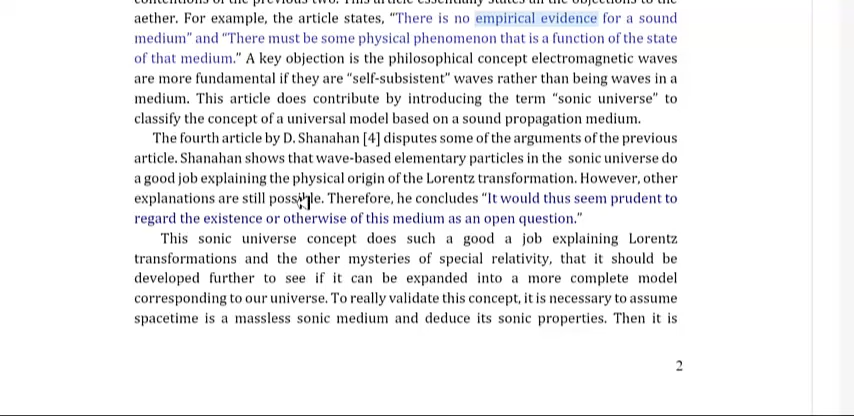 aether. For example, the article states, “There is no empirical evidence for a sound
medium” and “There must be some physical phenomenon that is a function of the state
of that medium.” A key objection is the philosophical concept electromagnetic waves
are more fundamental if they are “self-subsistent” waves rather than being waves in a
medium. This article does contribute by introducing the term “sonic universe” to
classify the concept of a universal model based on a sound propagation medium.
The fourth article by D. Shanahan [4] disputes some of the arguments of the previous
article. Shanahan shows that wave-based elementary particles in the sonic universe do
a good job explaining the physical origin of the Lorentz transformation. However, other
explanations are still possible. Therefore, he concludes “It would thus seem prudent to
regard the existence or otherwise of this medium as an open question.”
This sonic universe concept does such a good a job explaining Lorentz
transformations and the other mysteries of special relativity, that it should be
developed further to see if it can be expanded into a more complete model
corresponding to our universe. To really validate this concept, it is necessary to assume
spacetime is a massless sonic medium and deduce its sonic properties. Then it is
2